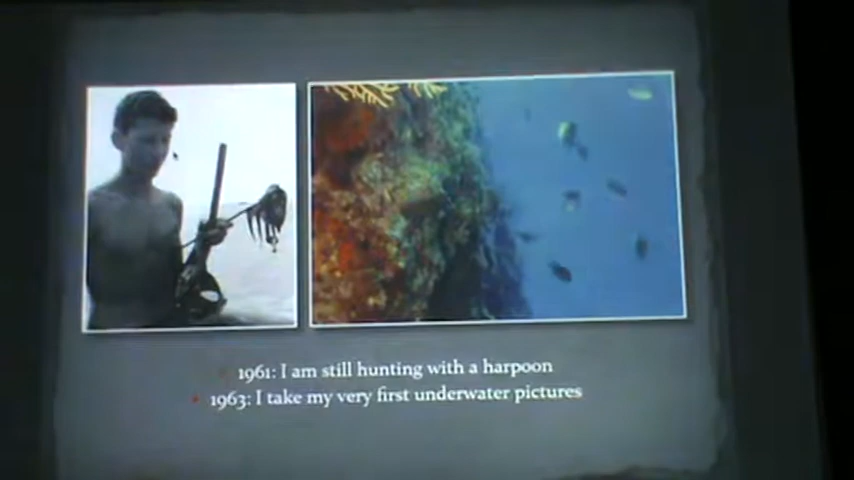 1961: I am still hunting with a harpoon
1963: I take my very first underwater pictures